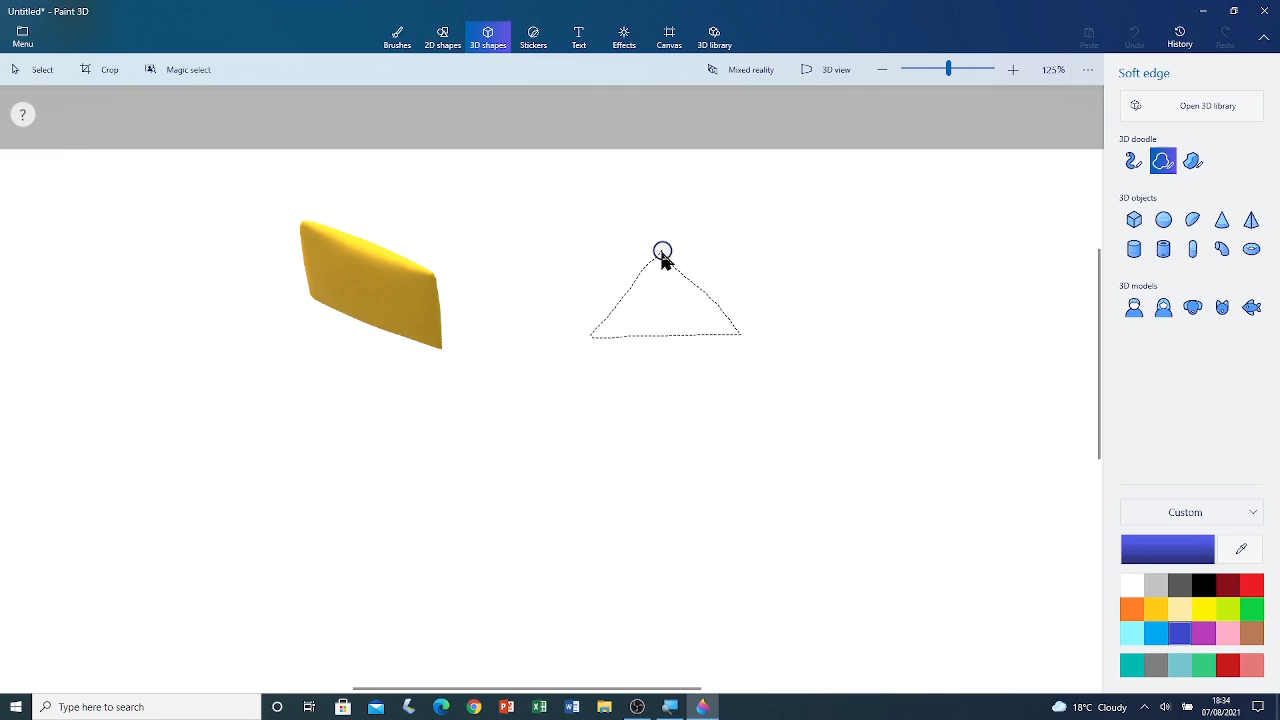 Untitled* - Paint 3D
Menu
Brushes
2D shapes
3D shapes
Stickers
Text
Effects
Canvas
3D library
Paste
Undo
History
Redo
Select
Crop
Magic select
Mixed reality
3D view
125%
Soft edge
?
Open 3D library
3D doodle
3D objects
3D models
Custom
Type here to search
18°C Cloudy
18:34
07/08/2021